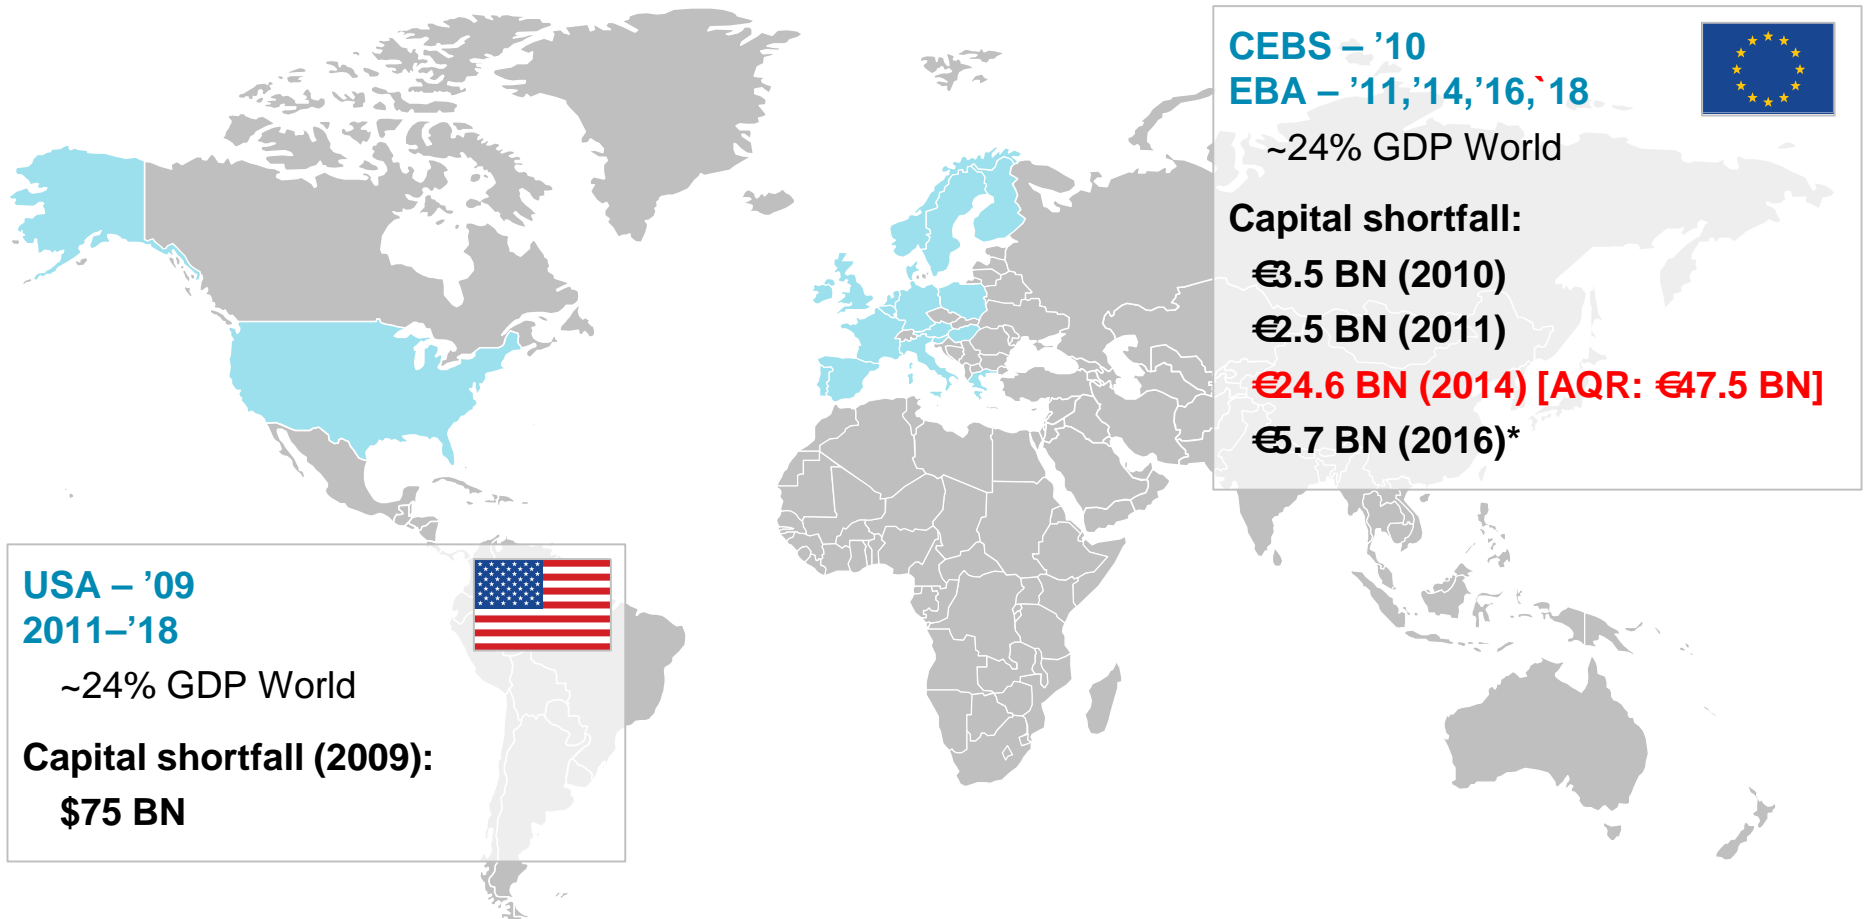 CEBS – ’10
EBA – ’11,’14,’16,`18
~24% GDP World
Capital shortfall:
€3.5 BN (2010)
€2.5 BN (2011)
€24.6 BN (2014) [AQR: €47.5 BN]
€5.7 BN (2016)*
USA – ’09
2011–’18
~24% GDP World
Capital shortfall (2009):
$75 BN